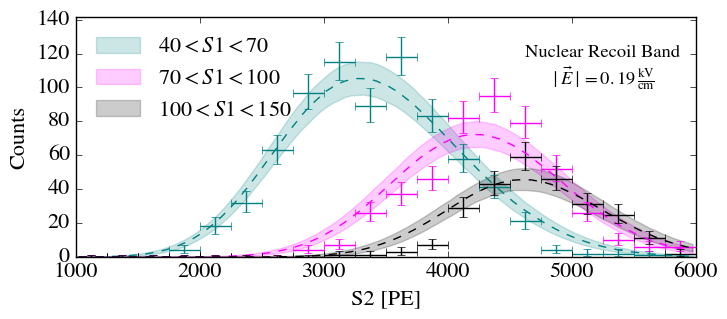 140
120
100
80
60
40
20
0
Counts
40 < S1 < 70
70 < S1 < 100
100 < S1 < 150
Nuclear Recoil Band
|E⃗| = 0.19 kV/cm
1000 2000 3000 4000 5000 6000
S2 [PE]